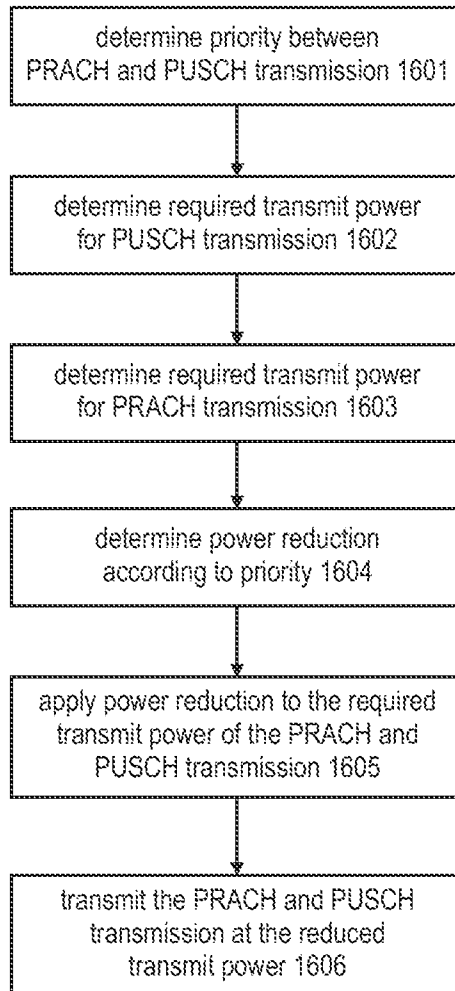 determine priority between
PRACH and PUSCH transmission 1601
determine required transmit power
for PUSCH transmission 1602
determine required transmit power
for PRACH transmission 1603
determine power reduction
according to priority 1604
apply power reduction to the required
transmit power of the PRACH and
PUSCH transmission 1605
transmit the PRACH and PUSCH
transmission at the reduced
transmit power 1606